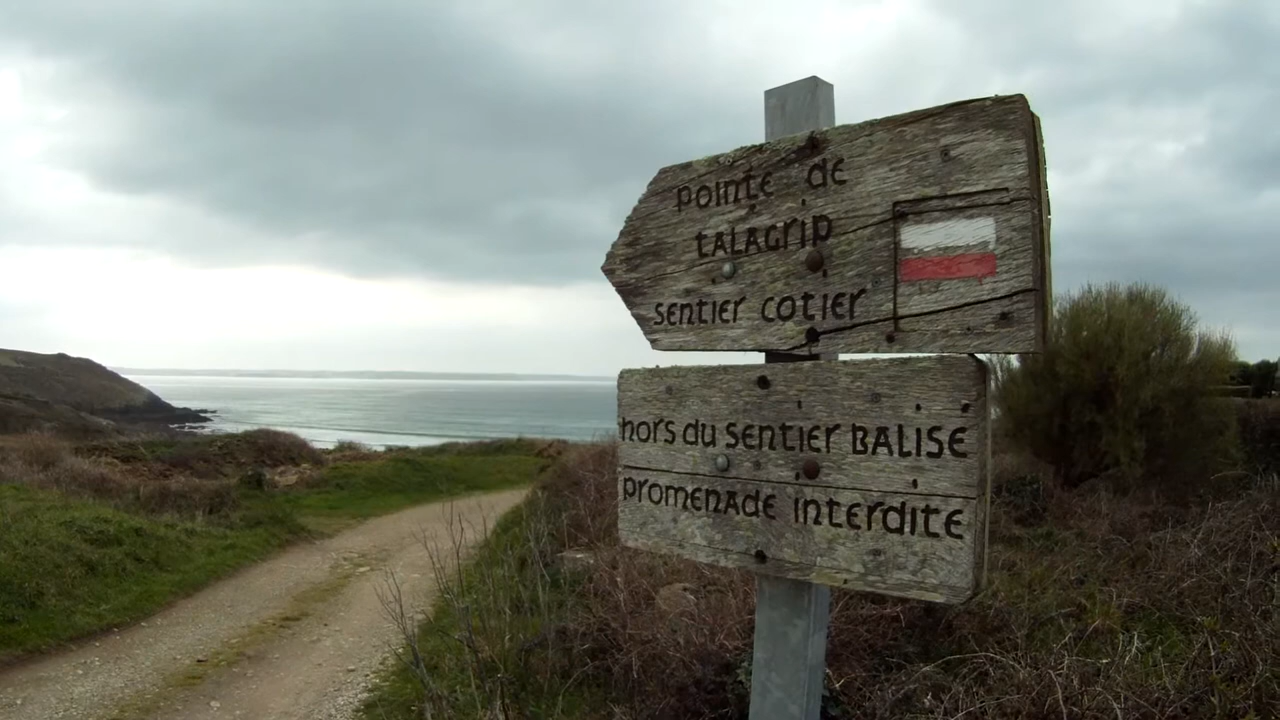 pointe de
talagrip
sentier cotier
hors du sentier balise
promenade interdite